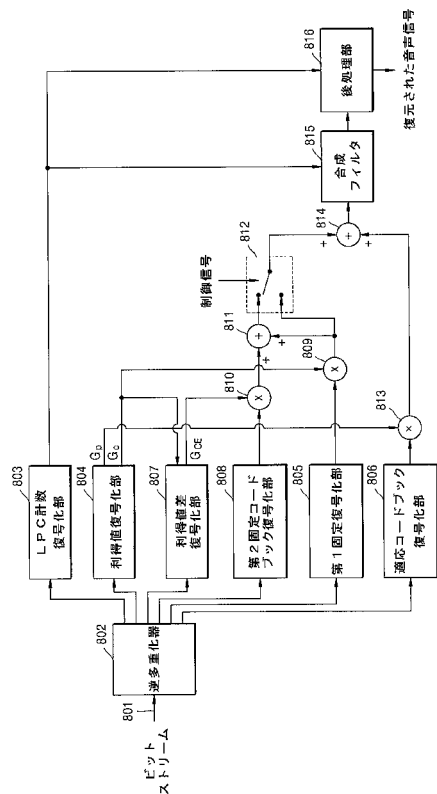 ビット
ストリーム
801
802
逆多重化器
803
LPC計数
復号化部
804
利得値復号化部
Gp
Gc
807
利得値差
復号化部
GCE
808
第2固定コード
ブック復号化部
805
第1固定復号化部
806
適応コードブック
復号化部
810
×
809
×
813
×
811
+
+
+
制御信号
812
814
+
+
+
815
合成
フィルタ
816
後処理部
復元された音声信号